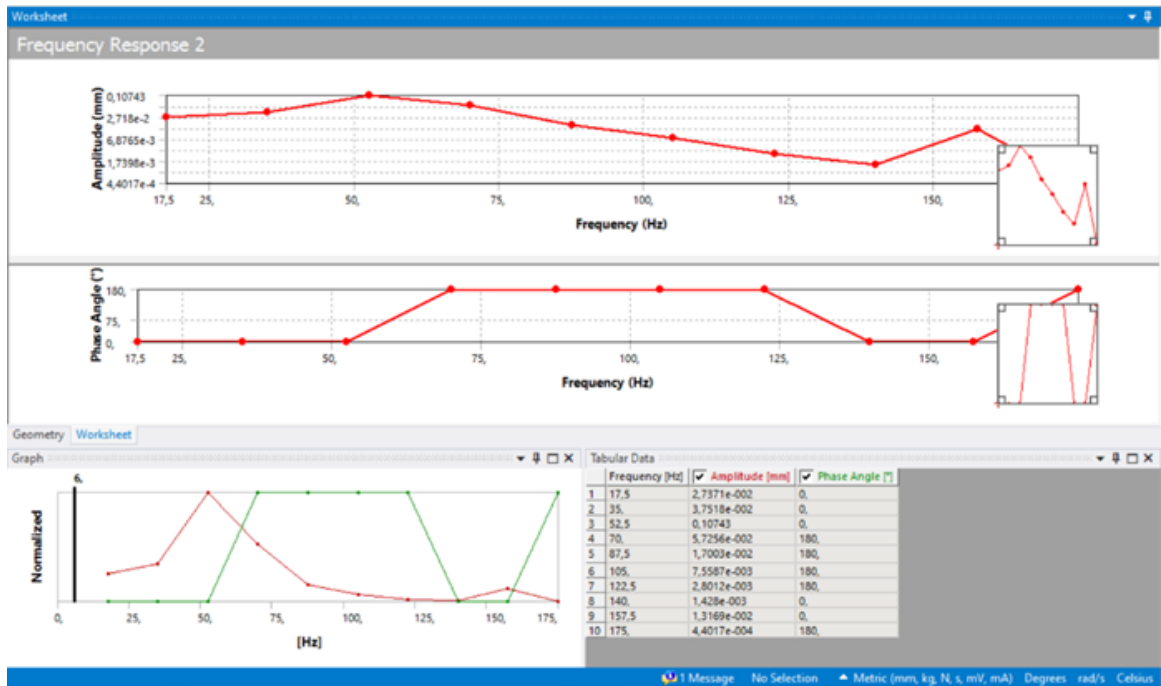 Worksheet
Frequency Response 2
Amplitude (mm)
0,10743
2,718e-2
6,8765e-3
1,7398e-3
4,4017e-4
17,5 25, 50, 75, 100, 125, 150,
Frequency (Hz)
Phase Angle (°)
180,
75,
0,
17,5 25, 50, 75, 100, 125, 150,
Frequency (Hz)
Geometry Worksheet
Graph
6,
Normalized
0, 25, 50, 75, 100, 125, 150, 175,
[Hz]
Tabular Data
Frequency [Hz] Amplitude [mm] Phase Angle [°]
1 17,5 2,7371e-002 0,
2 35, 3,7518e-002 0,
3 52,5 0,10743 0,
4 70, 5,7256e-002 180,
5 87,5 1,7003e-002 180,
6 105, 7,5587e-003 180,
7 122,5 2,8012e-003 180,
8 140, 1,428e-003 0,
9 157,5 1,3169e-002 0,
10 175, 4,4017e-004 180,
1 Message No Selection Metric (mm, kg, N, s, mV, mA) Degrees rad/s Celsius